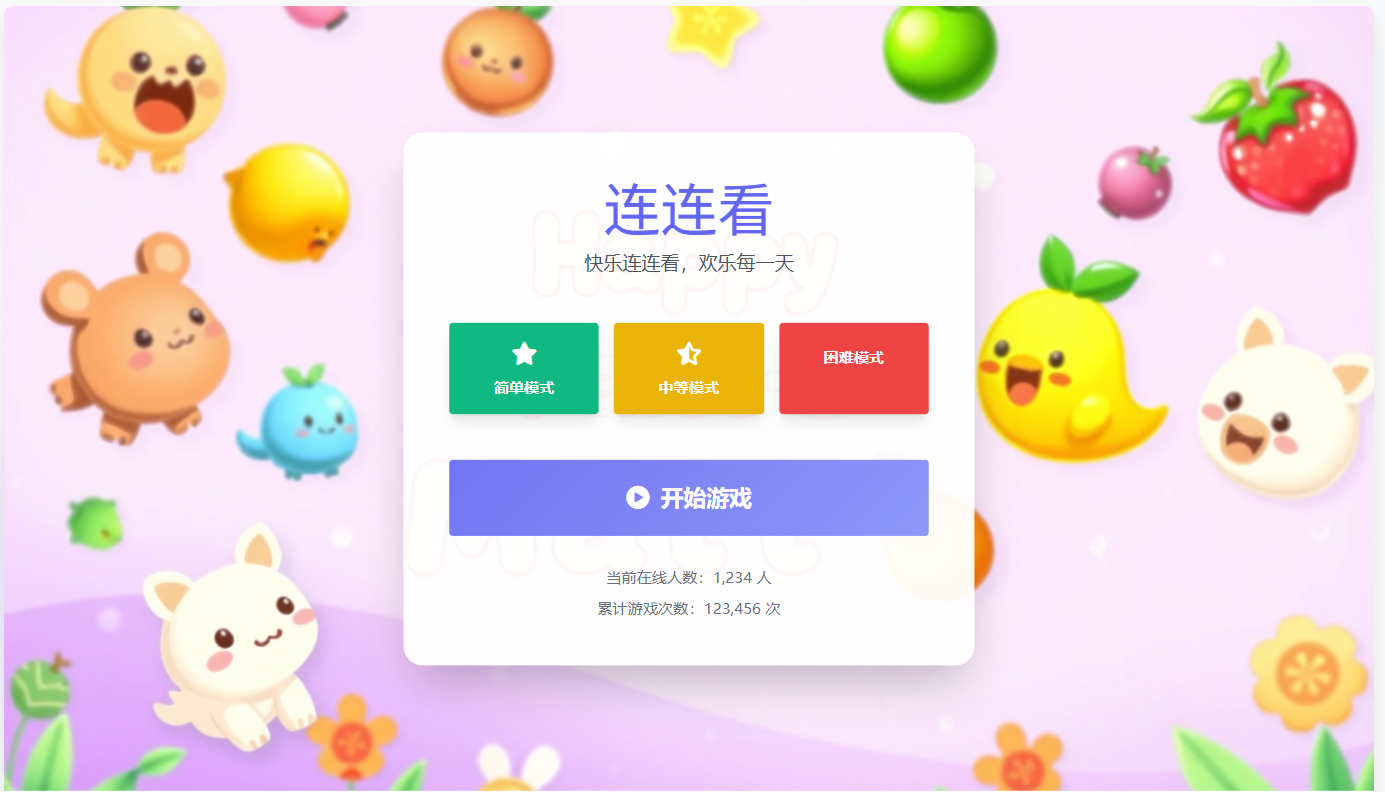 连连看
快乐连连看，欢乐每一天
Happy
简单模式
中等模式
困难模式
开始游戏
当前在线人数：1,234 人
累计游戏次数：123,456 次